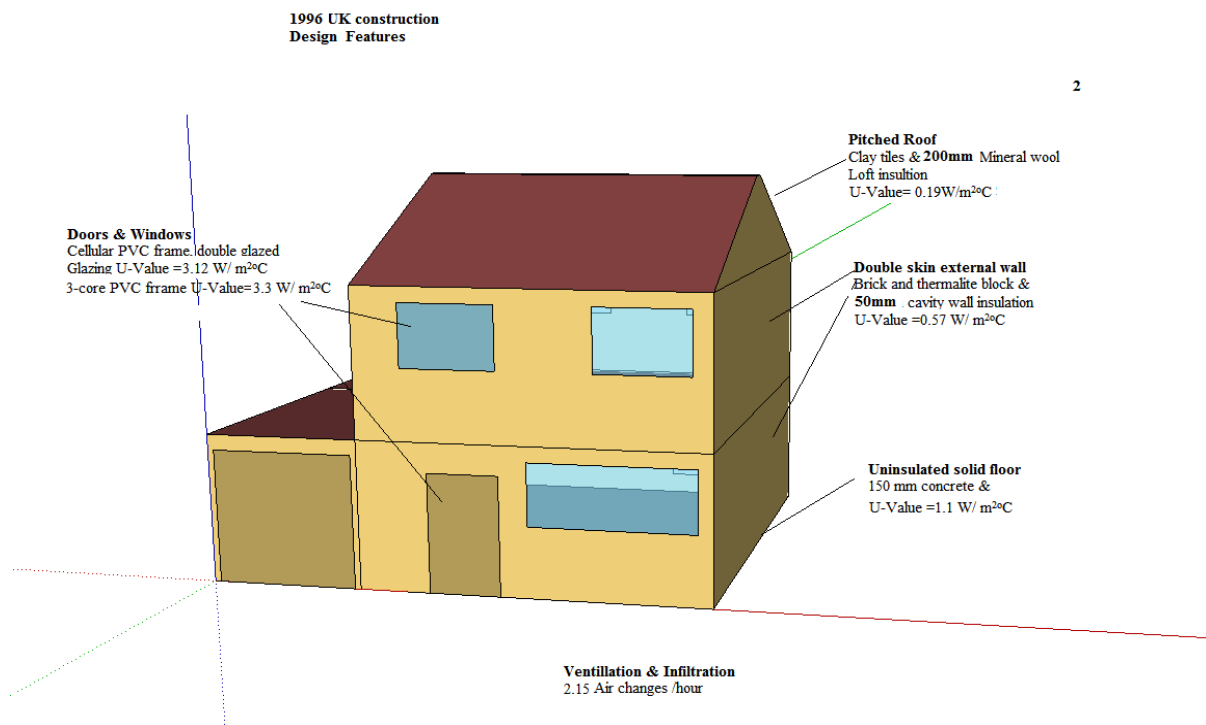 1996 UK construction
Design Features
2
Pitched Roof
Clay tiles & 200mm Mineral wool
Loft insultion
U-Value= 0.19W/m²ᵒC
Doors & Windows
Cellular PVC frame. double glazed
Glazing U-Value =3.12 W/ m²ᵒC
3-core PVC frrame U-Value=3.3 W/ m²ᵒC
Double skin external wall
Brick and thermalite block &
50mm . cavity wall insulation
U-Value =0.57 W/ m²ᵒC
Uninsulated solid floor
150 mm concrete &
U-Value =1.1 W/ m²ᵒC
Ventillation & Infiltration
2.15 Air changes /hour